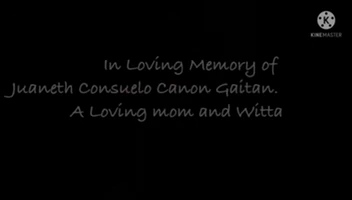 KINEMASTER
In Loving Memory of
Juaneth Consuelo Canon Gaitan.
A Loving mom and Witta